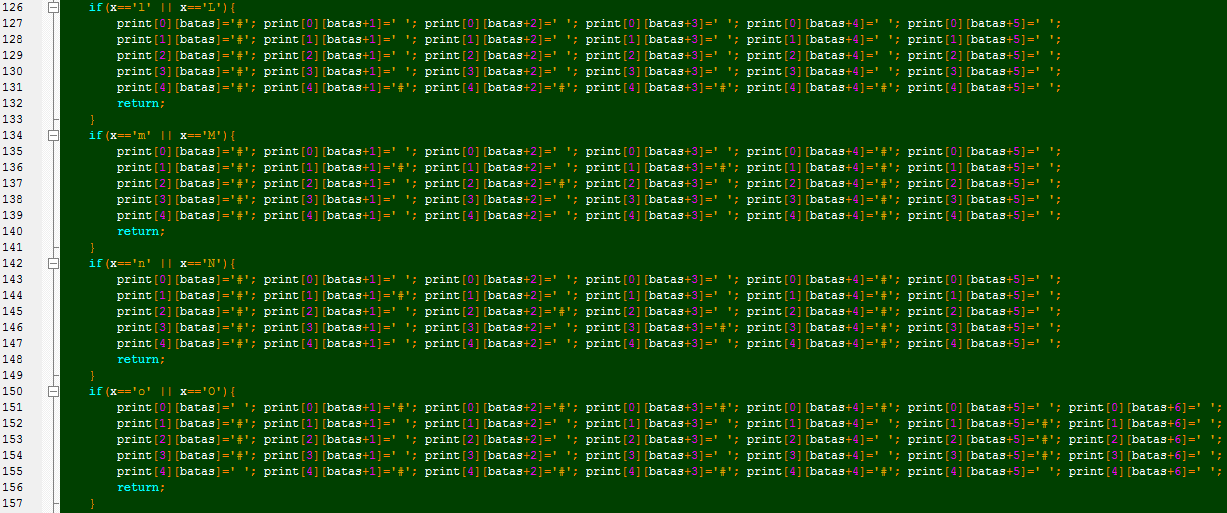 126 if(x=='l' || x=='L'){
127 print[0][batas]='#'; print[0][batas+1]=' '; print[0][batas+2]=' '; print[0][batas+3]=' '; print[0][batas+4]=' '; print[0][batas+5]=' ';
128 print[1][batas]='#'; print[1][batas+1]=' '; print[1][batas+2]=' '; print[1][batas+3]=' '; print[1][batas+4]=' '; print[1][batas+5]=' ';
129 print[2][batas]='#'; print[2][batas+1]=' '; print[2][batas+2]=' '; print[2][batas+3]=' '; print[2][batas+4]=' '; print[2][batas+5]=' ';
130 print[3][batas]='#'; print[3][batas+1]=' '; print[3][batas+2]=' '; print[3][batas+3]=' '; print[3][batas+4]=' '; print[3][batas+5]=' ';
131 print[4][batas]='#'; print[4][batas+1]='#'; print[4][batas+2]='#'; print[4][batas+3]='#'; print[4][batas+4]='#'; print[4][batas+5]=' ';
132 return;
133 }
134 if(x=='m' || x=='M'){
135 print[0][batas]='#'; print[0][batas+1]=' '; print[0][batas+2]=' '; print[0][batas+3]=' '; print[0][batas+4]='#'; print[0][batas+5]=' ';
136 print[1][batas]='#'; print[1][batas+1]='#'; print[1][batas+2]=' '; print[1][batas+3]='#'; print[1][batas+4]='#'; print[1][batas+5]=' ';
137 print[2][batas]='#'; print[2][batas+1]=' '; print[2][batas+2]='#'; print[2][batas+3]=' '; print[2][batas+4]='#'; print[2][batas+5]=' ';
138 print[3][batas]='#'; print[3][batas+1]=' '; print[3][batas+2]=' '; print[3][batas+3]=' '; print[3][batas+4]='#'; print[3][batas+5]=' ';
139 print[4][batas]='#'; print[4][batas+1]=' '; print[4][batas+2]=' '; print[4][batas+3]=' '; print[4][batas+4]='#'; print[4][batas+5]=' ';
140 return;
141 }
142 if(x=='n' || x=='N'){
143 print[0][batas]='#'; print[0][batas+1]=' '; print[0][batas+2]=' '; print[0][batas+3]=' '; print[0][batas+4]='#'; print[0][batas+5]=' ';
144 print[1][batas]='#'; print[1][batas+1]='#'; print[1][batas+2]=' '; print[1][batas+3]=' '; print[1][batas+4]='#'; print[1][batas+5]=' ';
145 print[2][batas]='#'; print[2][batas+1]=' '; print[2][batas+2]='#'; print[2][batas+3]=' '; print[2][batas+4]='#'; print[2][batas+5]=' ';
146 print[3][batas]='#'; print[3][batas+1]=' '; print[3][batas+2]=' '; print[3][batas+3]='#'; print[3][batas+4]='#'; print[3][batas+5]=' ';
147 print[4][batas]='#'; print[4][batas+1]=' '; print[4][batas+2]=' '; print[4][batas+3]=' '; print[4][batas+4]='#'; print[4][batas+5]=' ';
148 return;
149 }
150 if(x=='o' || x=='O'){
151 print[0][batas]=' '; print[0][batas+1]='#'; print[0][batas+2]='#'; print[0][batas+3]='#'; print[0][batas+4]='#'; print[0][batas+5]=' '; print[0][batas+6]=' ';
152 print[1][batas]='#'; print[1][batas+1]=' '; print[1][batas+2]=' '; print[1][batas+3]=' '; print[1][batas+4]=' '; print[1][batas+5]='#'; print[1][batas+6]=' ';
153 print[2][batas]='#'; print[2][batas+1]=' '; print[2][batas+2]=' '; print[2][batas+3]=' '; print[2][batas+4]=' '; print[2][batas+5]='#'; print[2][batas+6]=' ';
154 print[3][batas]='#'; print[3][batas+1]=' '; print[3][batas+2]=' '; print[3][batas+3]=' '; print[3][batas+4]=' '; print[3][batas+5]='#'; print[3][batas+6]=' ';
155 print[4][batas]=' '; print[4][batas+1]='#'; print[4][batas+2]='#'; print[4][batas+3]='#'; print[4][batas+4]='#'; print[4][batas+5]=' '; print[4][batas+6]=' ';
156 return;
157 }